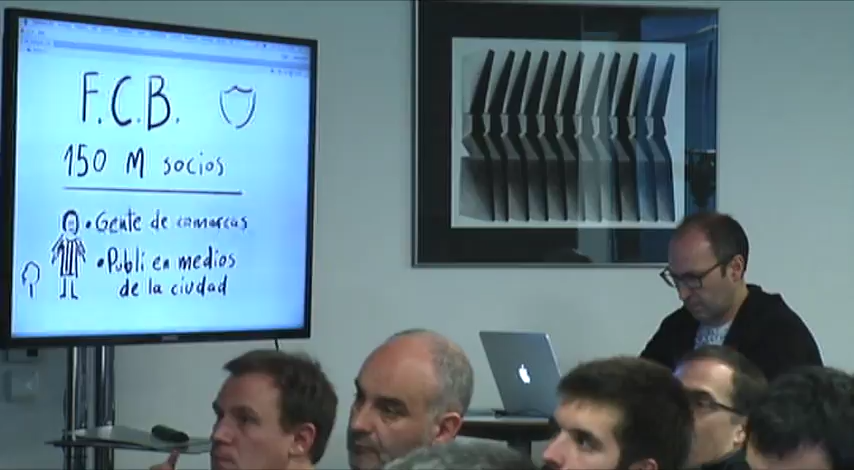 F.C.B.
150 M socios
• Gente de comarcas
• Publi en medios
de la ciudad